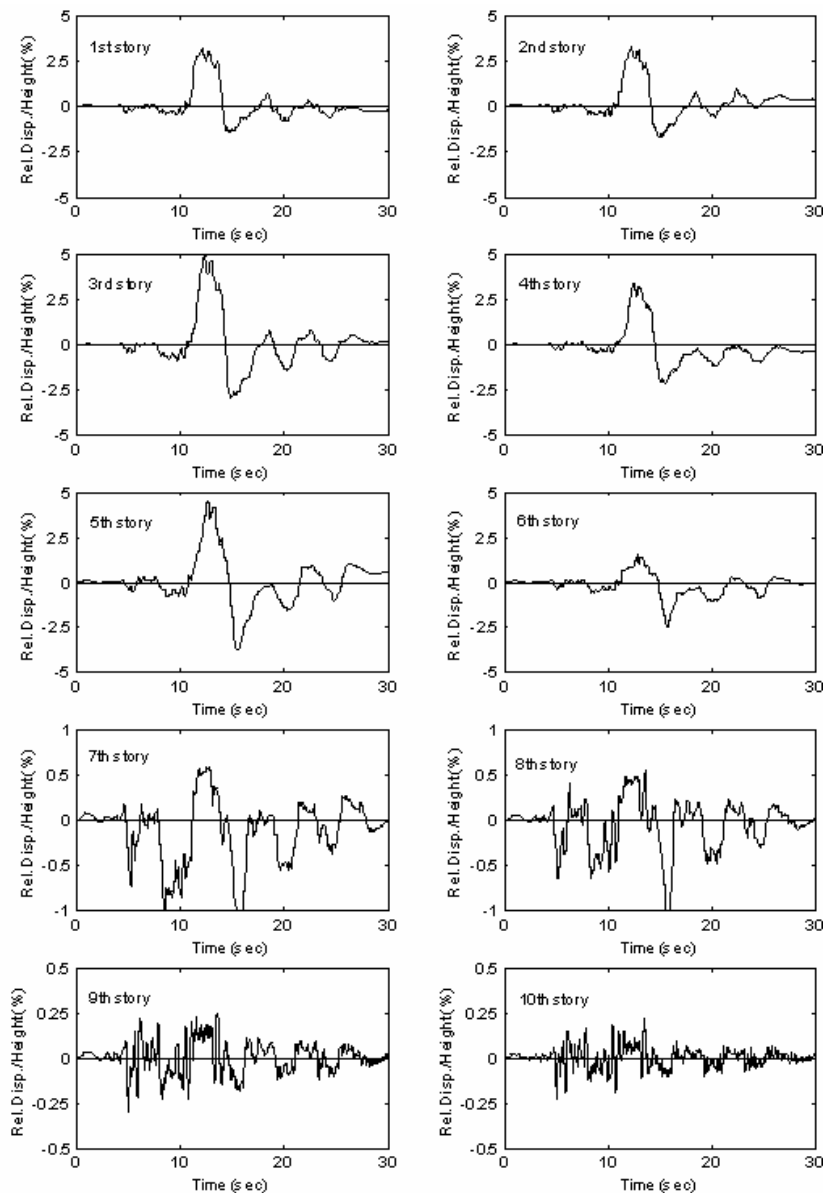 5
2.5
0
-2.5
-5
Rel.Disp./Height(%)
1st story
0 10 20 30
Time (sec)
5
2.5
0
-2.5
-5
Rel.Disp./Height(%)
2nd story
0 10 20 30
Time (sec)
5
2.5
0
-2.5
-5
Rel.Disp./Height(%)
3rd story
0 10 20 30
Time (sec)
5
2.5
0
-2.5
-5
Rel.Disp./Height(%)
4th story
0 10 20 30
Time (sec)
5
2.5
0
-2.5
-5
Rel.Disp./Height(%)
5th story
0 10 20 30
Time (sec)
5
2.5
0
-2.5
-5
Rel.Disp./Height(%)
6th story
0 10 20 30
Time (sec)
1
0.5
0
-0.5
-1
Rel.Disp./Height(%)
7th story
0 10 20 30
Time (sec)
1
0.5
0
-0.5
-1
Rel.Disp./Height(%)
8th story
0 10 20 30
Time (sec)
0.5
0.25
0
-0.25
-0.5
Rel.Disp./Height(%)
9th story
0 10 20 30
Time (sec)
0.5
0.25
0
-0.25
-0.5
Rel.Disp./Height(%)
10th story
0 10 20 30
Time (sec)